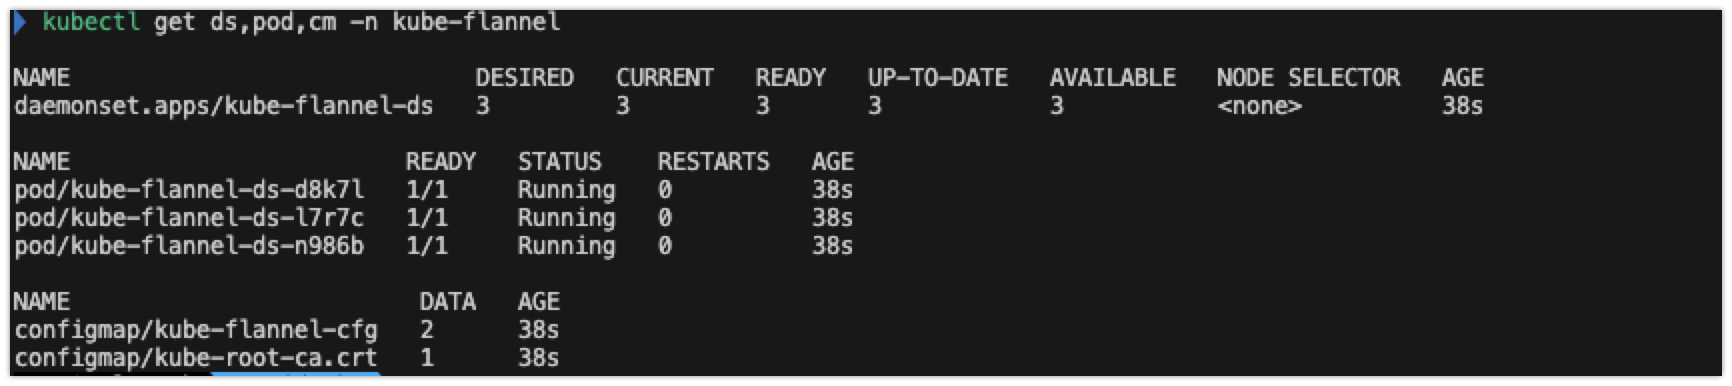 kubectl get ds,pod,cm -n kube-flannel
NAME DESIRED CURRENT READY UP-TO-DATE AVAILABLE NODE SELECTOR AGE
daemonset.apps/kube-flannel-ds 3 3 3 3 3 <none> 38s
NAME READY STATUS RESTARTS AGE
pod/kube-flannel-ds-d8k7l 1/1 Running 0 38s
pod/kube-flannel-ds-l7r7c 1/1 Running 0 38s
pod/kube-flannel-ds-n986b 1/1 Running 0 38s
NAME DATA AGE
configmap/kube-flannel-cfg 2 38s
configmap/kube-root-ca.crt 1 38s